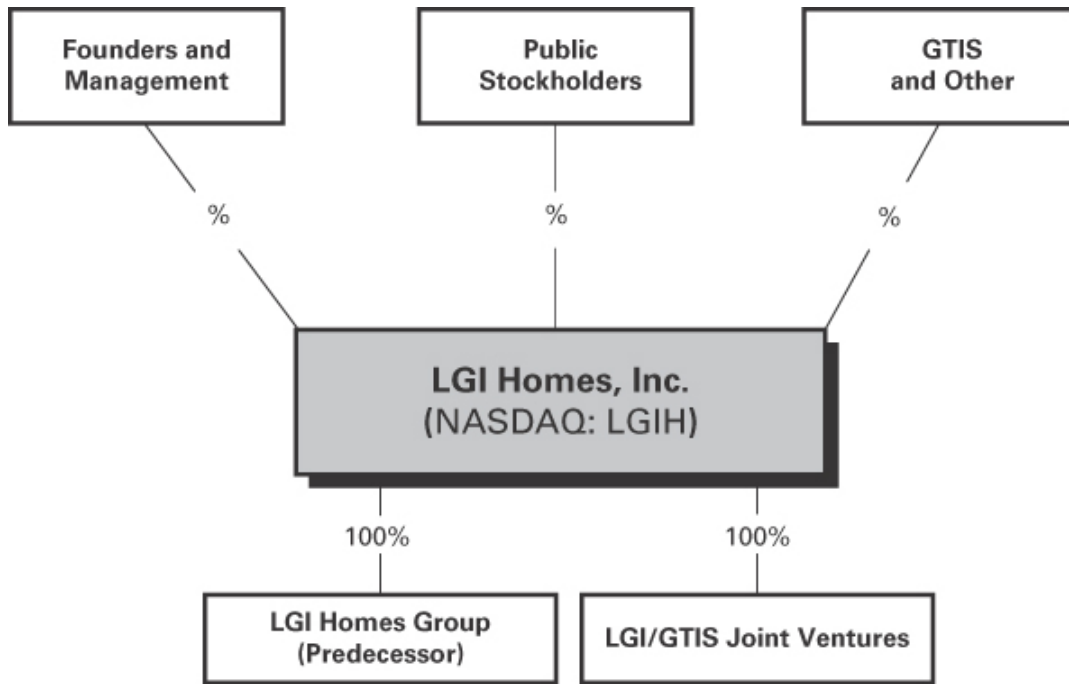 Founders and
Management
Public
Stockholders
GTIS
and Other
%
%
%
LGI Homes, Inc.
(NASDAQ: LGIH)
100%
100%
LGI Homes Group
(Predecessor)
LGI/GTIS Joint Ventures